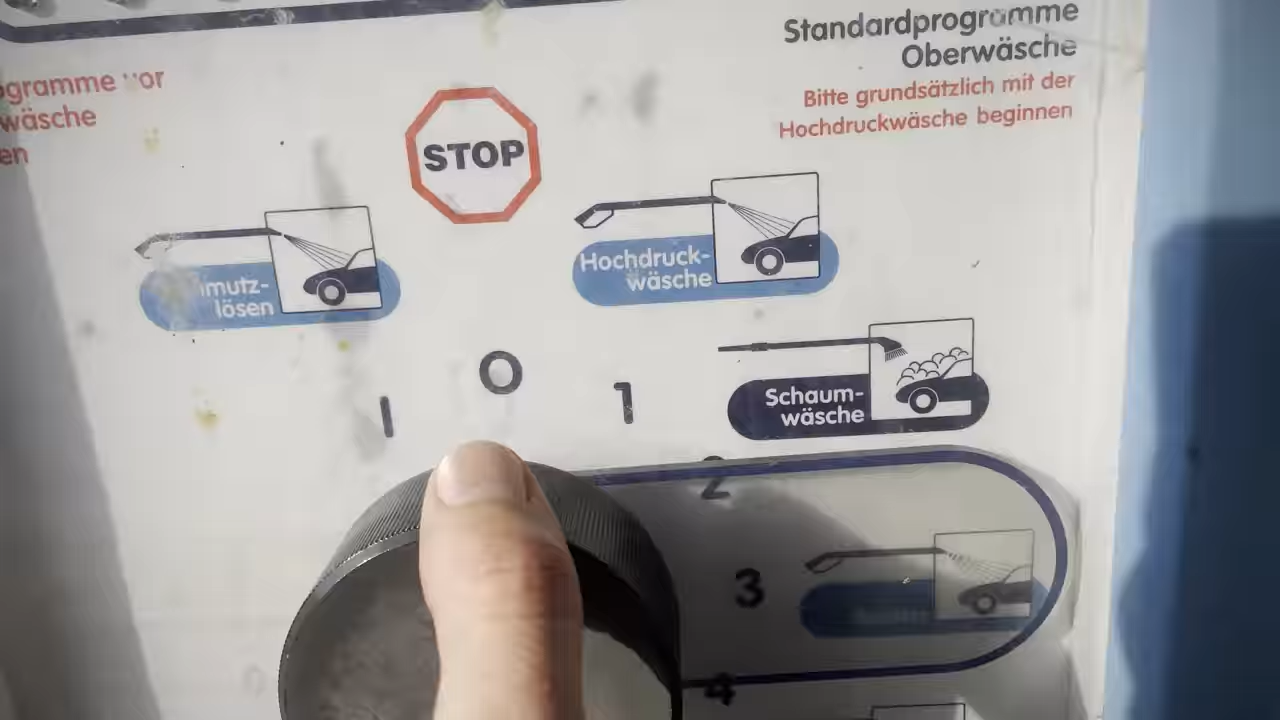 Standardprogramme
Oberwäsche
Bitte grundsätzlich mit der
Hochdruckwäsche beginnen
ogramme vor
wäsche
en
STOP
Hochdruck-
wäsche
mutz-
lösen
Schaum-
wäsche
I
0
1
2
3
4